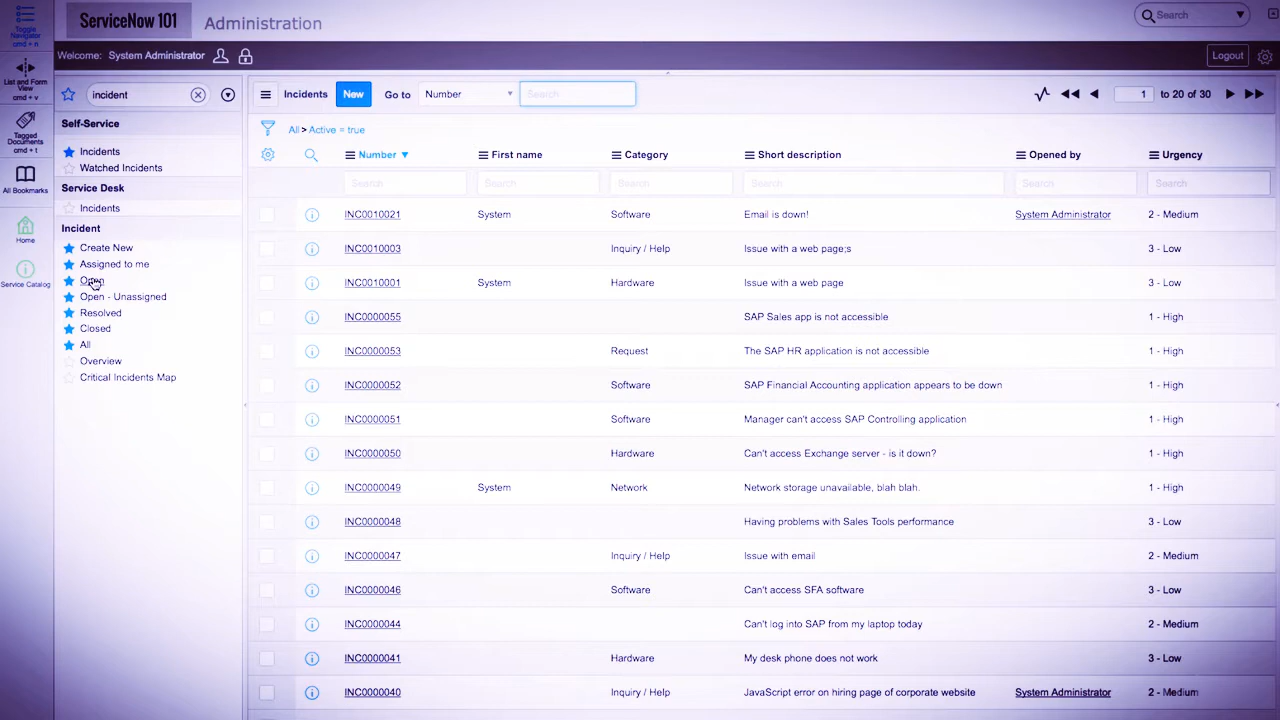 ServiceNow 101 Administration
Search
Toggle Navigator cmd + n
Welcome: System Administrator
Logout
List and Form View cmd + v
Tagged Documents cmd + t
All Bookmarks
Home
Service Catalog
incident
Self-Service
Incidents
Watched Incidents
Service Desk
Incidents
Incident
Create New
Assigned to me
Open
Open - Unassigned
Resolved
Closed
All
Overview
Critical Incidents Map
Incidents New Go to Number Search 1 to 20 of 30
All > Active = true
Number First name Category Short description Opened by Urgency
Search Search Search Search Search Search
INC0010021 System Software Email is down! System Administrator 2 - Medium
INC0010003 Inquiry / Help Issue with a web page;s 3 - Low
INC0010001 System Hardware Issue with a web page 3 - Low
INC0000055 SAP Sales app is not accessible 1 - High
INC0000053 Request The SAP HR application is not accessible 1 - High
INC0000052 Software SAP Financial Accounting application appears to be down 1 - High
INC0000051 Software Manager can't access SAP Controlling application 1 - High
INC0000050 Hardware Can't access Exchange server - is it down? 1 - High
INC0000049 System Network Network storage unavailable, blah blah. 1 - High
INC0000048 Having problems with Sales Tools performance 3 - Low
INC0000047 Inquiry / Help Issue with email 2 - Medium
INC0000046 Software Can't access SFA software 3 - Low
INC0000044 Can't log into SAP from my laptop today 2 - Medium
INC0000041 Hardware My desk phone does not work 3 - Low
INC0000040 Inquiry / Help JavaScript error on hiring page of corporate website System Administrator 2 - Medium